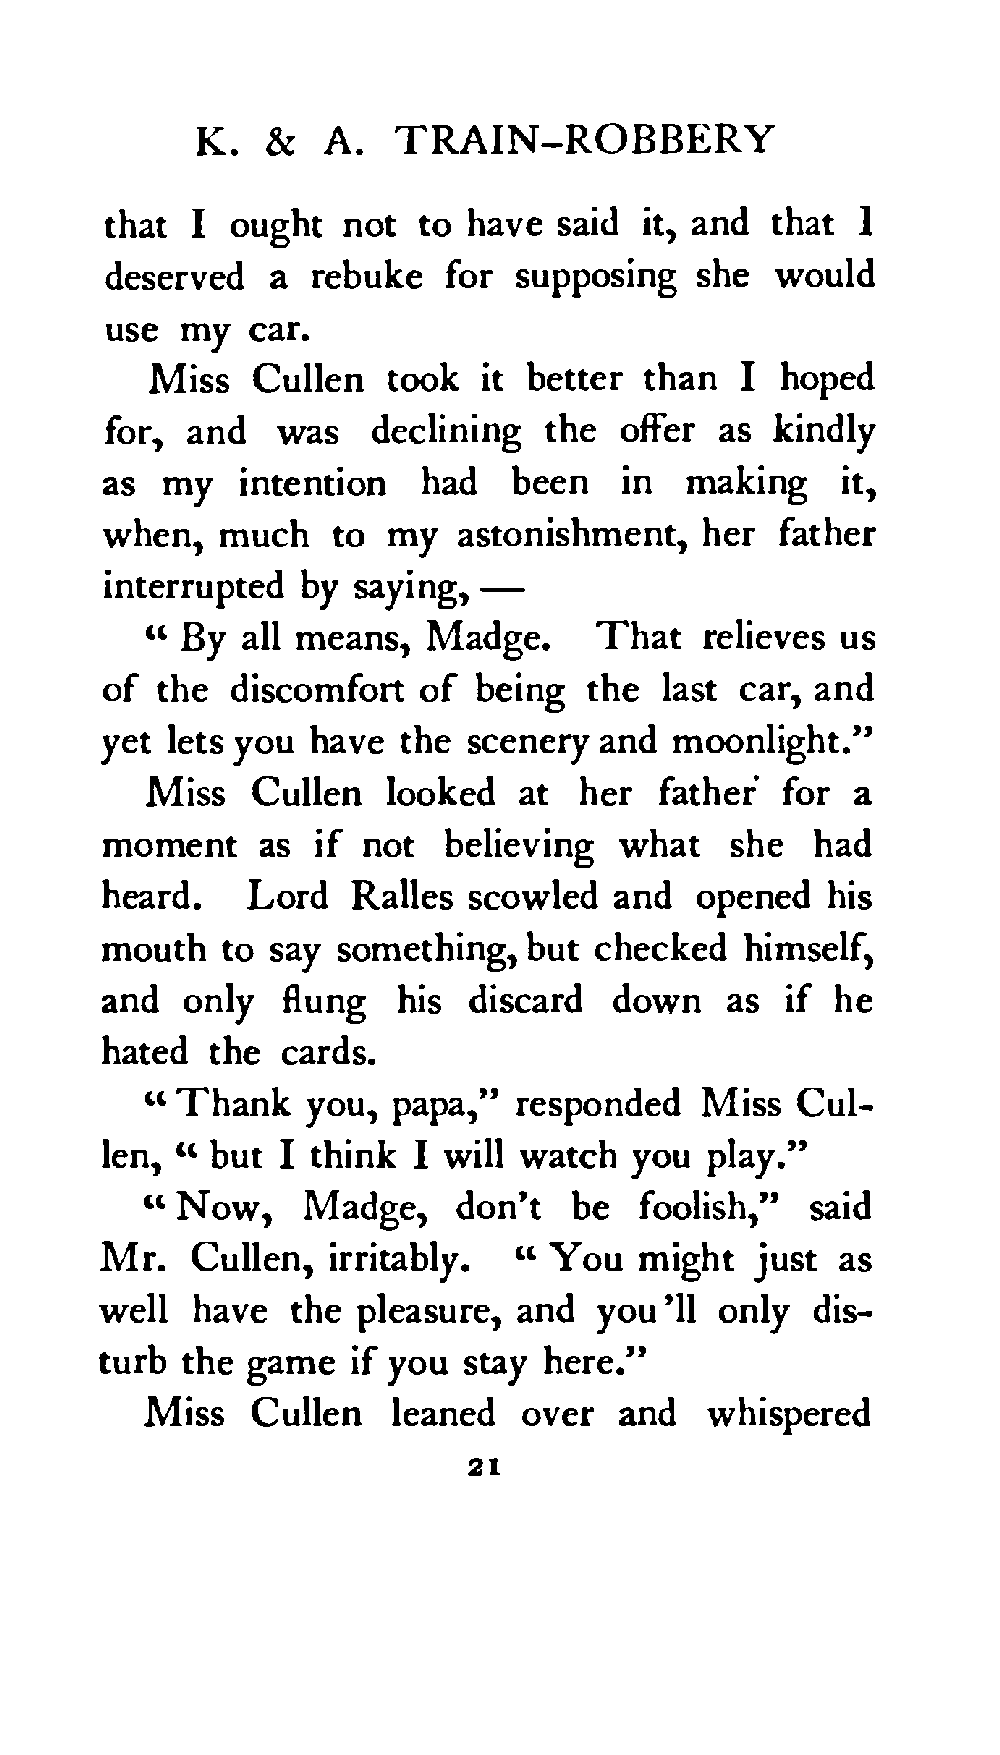 K. & A. TRAIN-ROBBERY
that I ought not to have said it, and that I
deserved a rebuke for supposing she would
use my car.
Miss Cullen took it better than I hoped
for, and was declining the offer as kindly
as my intention had been in making it,
when, much to my astonishment, her father
interrupted by saying, —
“ By all means, Madge. That relieves us
of the discomfort of being the last car, and
yet lets you have the scenery and moonlight.”
Miss Cullen looked at her father for a
moment as if not believing what she had
heard. Lord Ralles scowled and opened his
mouth to say something, but checked himself,
and only flung his discard down as if he
hated the cards.
“ Thank you, papa,” responded Miss Cul-
len, “ but I think I will watch you play.”
“ Now, Madge, don’t be foolish,” said
Mr. Cullen, irritably. “ You might just as
well have the pleasure, and you ’ll only dis-
turb the game if you stay here.”
Miss Cullen leaned over and whispered
21